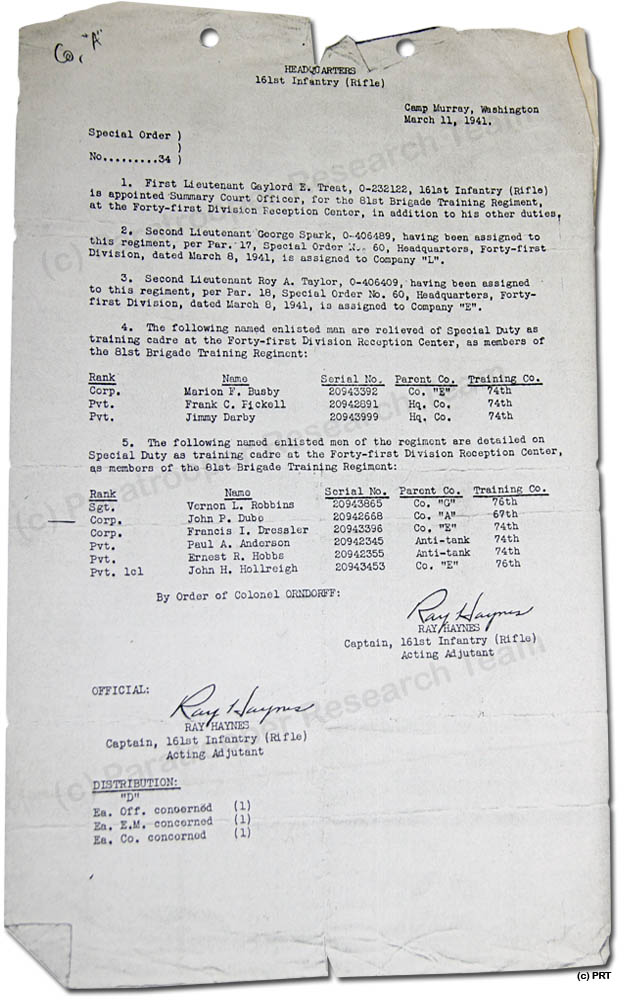 Co. "A"
HEADQUARTERS
161st Infantry (Rifle)
Camp Murray, Washington
March 11, 1941.
Special Order )
)
No.........34 )
1. First Lieutenant Gaylord E. Treat, O-232122, 161st Infantry (Rifle)
is appointed Summary Court Officer, for the 81st Brigade Training Regiment,
at the Forty-first Division Reception Center, in addition to his other duties.
2. Second Lieutenant George Spark, O-406489, having been assigned to
this regiment, per Par. 17, Special Order No. 60, Headquarters, Forty-first
Division, dated March 8, 1941, is assigned to Company "L".
3. Second Lieutenant Roy A. Taylor, O-406409, having been assigned
to this regiment, per Par. 18, Special Order No. 60, Headquarters, Forty-
first Division, dated March 8, 1941, is assigned to Company "E".
4. The following named enlisted man are relieved of Special Duty as
training cadre at the Forty-first Division Reception Center, as members of
the 81st Brigade Training Regiment:
Rank Name Serial No. Parent Co. Training Co.
Corp. Marion F. Busby 20943392 Co. "E" 74th
Pvt. Frank C. Fickell 20942891 Hq. Co. 74th
Pvt. Jimmy Darby 20943999 Hq. Co. 74th
5. The following named enlisted men of the regiment are detailed on
Special Duty as training cadre at the Forty-first Division Reception Center,
as members of the 81st Brigade Training Regiment:
Rank Name Serial No. Parent Co. Training Co.
Sgt. Vernon L. Robbins 20943865 Co. "C" 76th
Corp. John P. Dubo 20942668 Co. "A" 67th
Corp. Francis I. Dressler 20943396 Co. "E" 74th
Pvt. Paul A. Anderson 20942345 Anti-tank 74th
Pvt. Ernest R. Hobbs 20942355 Anti-tank 74th
Pvt. 1cl John H. Hollreigh 20943453 Co. "E" 76th
By Order of Colonel ORNDORFF:
Ray Haynes
RAY HAYNES
Captain, 161st Infantry (Rifle)
Acting Adjutant
OFFICIAL:
Ray Haynes
RAY HAYNES
Captain, 161st Infantry (Rifle)
Acting Adjutant
DISTRIBUTION:
"D"
Ea. Off. concerned (1)
Ea. E.M. concerned (1)
Ea. Co. concerned (1)
(c) Paratrooper Research Team
(c) Paratrooper Research Team
(c) Paratrooper Research Team
(c) PRT